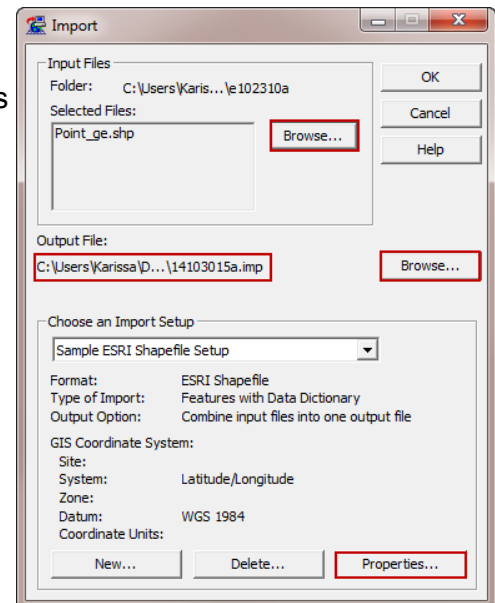 s
Import
Input Files
Folder: C:\Users\Karis...\e102310a
Selected Files:
Point_ge.shp
Browse...
OK
Cancel
Help
Output File:
C:\Users\Karissa\D...\14103015a.imp
Browse...
Choose an Import Setup
Sample ESRI Shapefile Setup
Format: ESRI Shapefile
Type of Import: Features with Data Dictionary
Output Option: Combine input files into one output file
GIS Coordinate System:
Site:
System: Latitude/Longitude
Zone:
Datum: WGS 1984
Coordinate Units:
New... Delete... Properties...